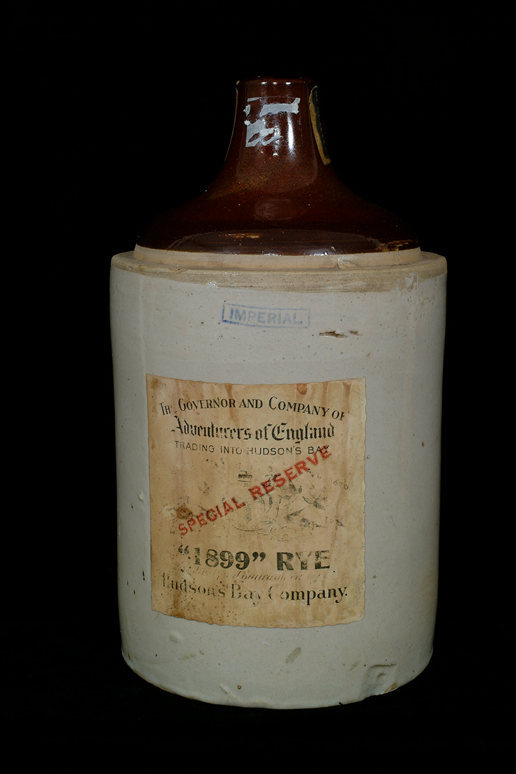 IMPERIAL
THE GOVERNOR AND COMPANY OF
Adventurers of England
TRADING INTO HUDSON'S BAY
SPECIAL RESERVE
"1899" RYE
Hudson's Bay Company.